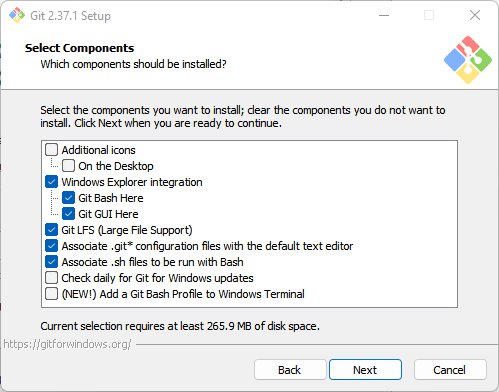 Git 2.37.1 Setup
Select Components
Which components should be installed?
Select the components you want to install; clear the components you do not want to
install. Click Next when you are ready to continue.
Additional icons
On the Desktop
Windows Explorer integration
Git Bash Here
Git GUI Here
Git LFS (Large File Support)
Associate .git* configuration files with the default text editor
Associate .sh files to be run with Bash
Check daily for Git for Windows updates
(NEW!) Add a Git Bash Profile to Windows Terminal
Current selection requires at least 265.9 MB of disk space.
https://gitforwindows.org/
Back
Next
Cancel